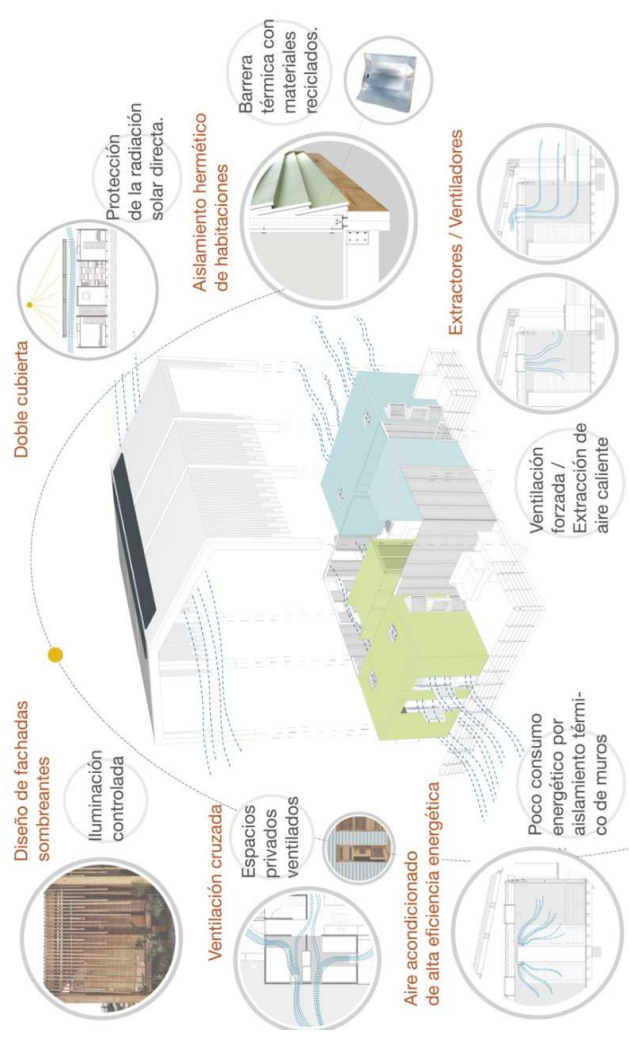 Diseño de fachadas
sombreantes
Iluminación
controlada
Ventilación cruzada
Espacios
privados
ventilados
Aire acondicionado
de alta eficiencia energética
Poco consumo
energético por
aislamiento térmi-
co de muros
Doble cubierta
Protección
de la radiación
solar directa.
Aislamiento hermético
de habitaciones
Barrera
térmica con
materiales
reciclados.
Ventilación
forzada /
Extracción de
aire caliente
Extractores / Ventiladores